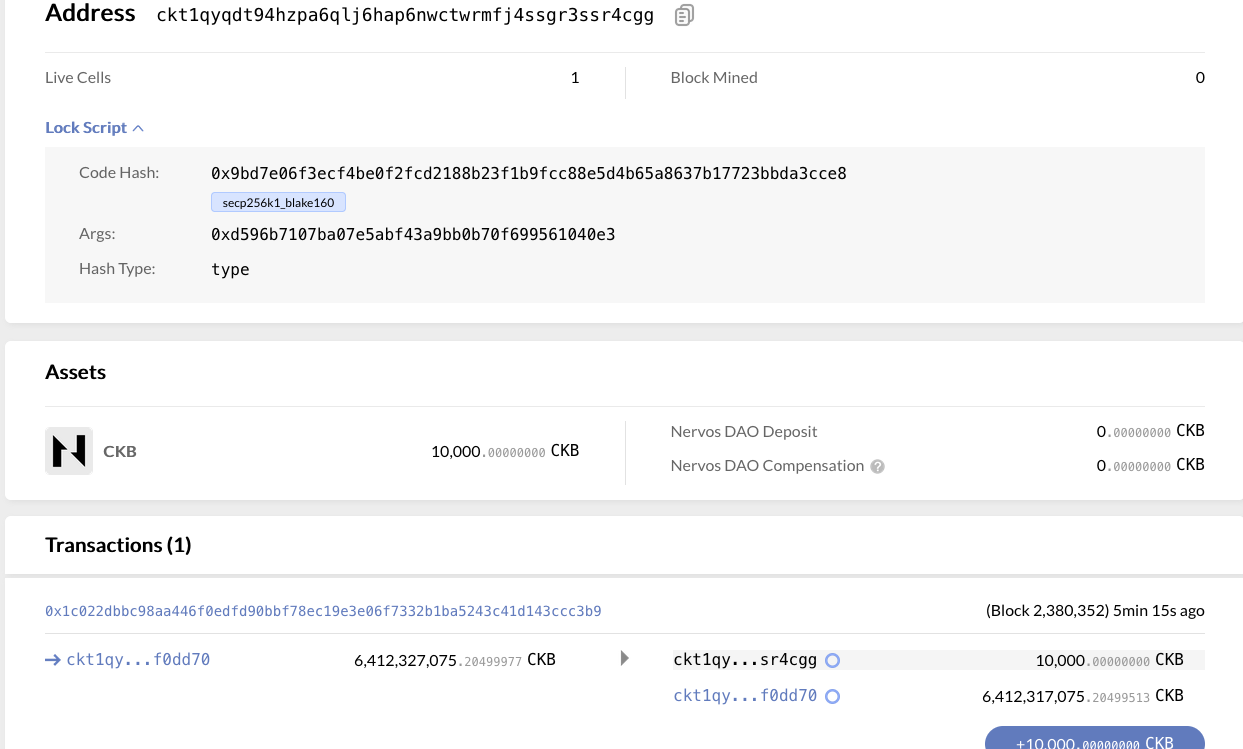 Address ckt1qyqdt94hzpa6qlj6hap6nwctwrmfj4ssgr3ssr4cgg
Live Cells 1 Block Mined 0
Lock Script
Code Hash: 0x9bd7e06f3ecf4be0f2fcd2188b23f1b9fcc88e5d4b65a8637b17723bbda3cce8
secp256k1_blake160
Args: 0xd596b7107ba07e5abf43a9bb0b70f699561040e3
Hash Type: type
Assets
CKB 10,000.00000000 CKB
Nervos DAO Deposit 0.00000000 CKB
Nervos DAO Compensation ? 0.00000000 CKB
Transactions (1)
0x1c022dbbc98aa446f0edfd90bbf78ec19e3e06f7332b1ba5243c41d143ccc3b9 (Block 2,380,352) 5min 15s ago
ckt1qy...f0dd70 6,412,327,075.20499977 CKB ckt1qy...sr4cgg 10,000.00000000 CKB
ckt1qy...f0dd70 6,412,317,075.20499513 CKB
+10,000.00000000 CKB